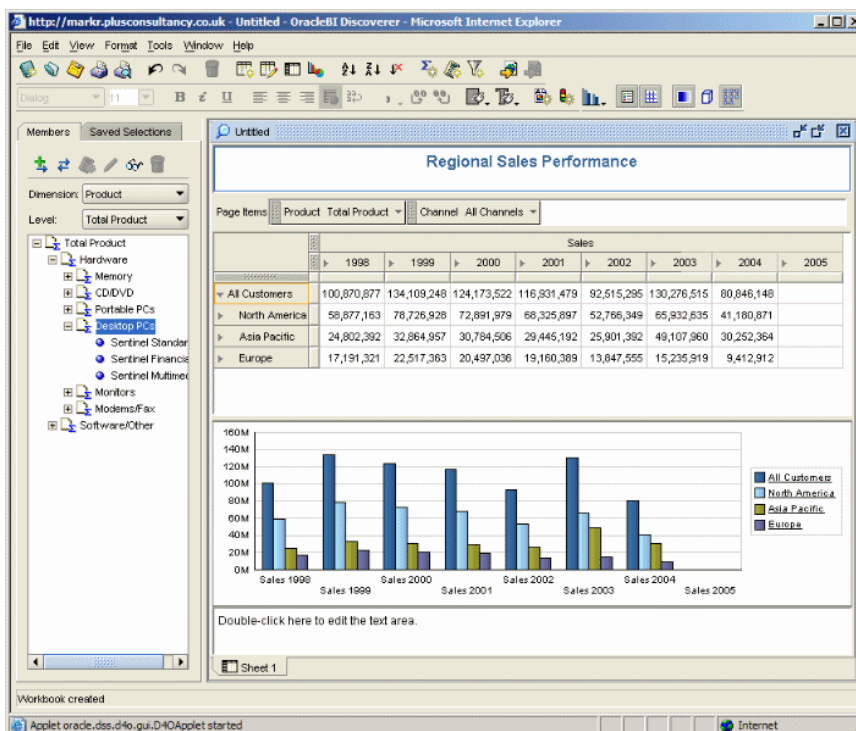 http://markr.plusconsultancy.co.uk - Untitled - OracleBI Discoverer - Microsoft Internet Explorer
File Edit View Format Tools Window Help
Dialog 11 B i U
Members Saved Selections
Dimension: Product
Level: Total Product
Total Product
Hardware
Memory
CD/DVD
Portable PCs
Desktop PCs
Sentinel Standar
Sentinel Financia
Sentinel Multimed
Monitors
Modems/Fax
Software/Other
Untitled
Regional Sales Performance
Page Items Product Total Product Channel All Channels
Sales
1998 1999 2000 2001 2002 2003 2004 2005
All Customers 100,870,877 134,109,248 124,173,522 116,931,479 92,515,295 130,276,515 80,846,148
North America 58,877,163 78,726,928 72,891,979 68,325,897 52,766,349 65,932,635 41,180,871
Asia Pacific 24,802,392 32,864,957 30,784,506 29,445,192 25,901,392 49,107,960 30,252,364
Europe 17,191,321 22,517,363 20,497,036 19,160,389 13,847,555 15,235,919 9,412,912
160M
140M
120M
100M
80M
60M
40M
20M
0M
Sales 1998 Sales 2000 Sales 2002 Sales 2004
Sales 1999 Sales 2001 Sales 2003 Sales 2005
All Customers
North America
Asia Pacific
Europe
Double-click here to edit the text area.
Sheet 1
Workbook created
Applet oracle.dss.d4o.gui.D4OApplet started
Internet